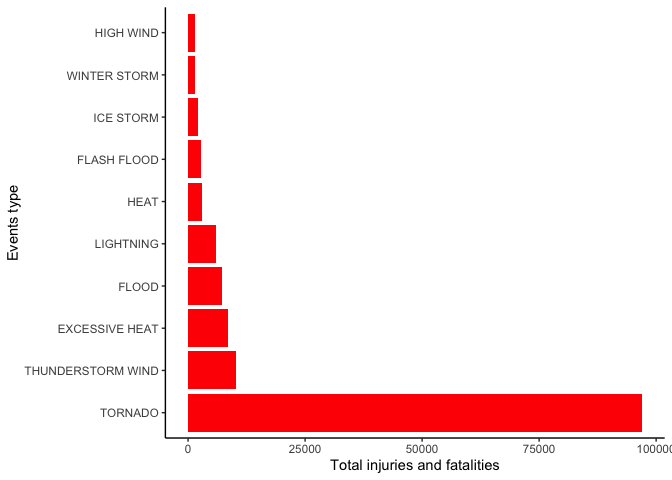 HIGH WIND
WINTER STORM
ICE STORM
FLASH FLOOD
HEAT
LIGHTNING
FLOOD
EXCESSIVE HEAT
THUNDERSTORM WIND
TORNADO
Events type
0 25000 50000 75000 100000
Total injuries and fatalities